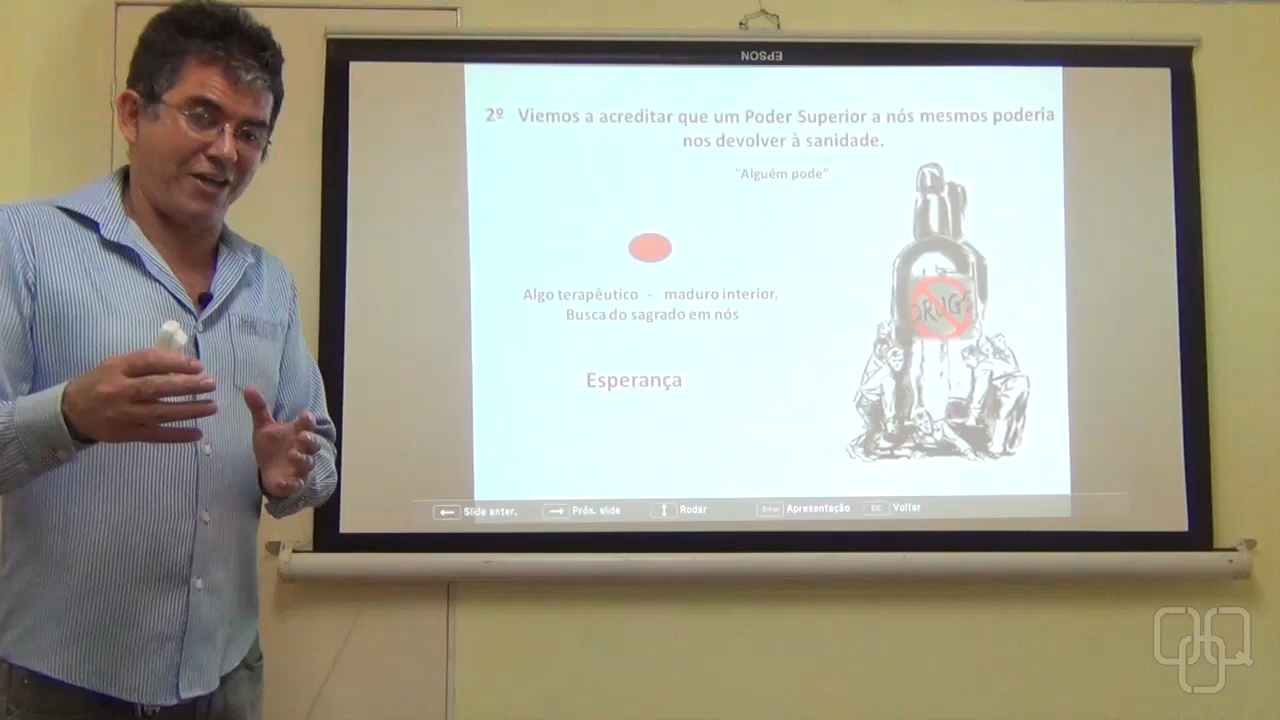 EPSON
2º Viemos a acreditar que um Poder Superior a nós mesmos poderia
nos devolver à sanidade.
"Alguém pode"
DRUGS
Algo terapêutico - maduro interior.
Busca do sagrado em nós
Esperança
Slide anter. Próx. slide Rodar Enter Apresentação ESC Voltar